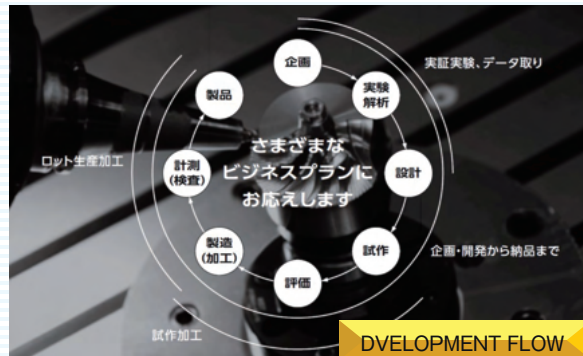 企画
実験
解析
設計
試作
評価
製造
(加工)
計測
(検査)
製品
さまざまな
ビジネスプランに
お応えします
実証実験、データ取り
企画・開発から納品まで
試作加工
ロット生産加工
DVELOPMENT FLOW